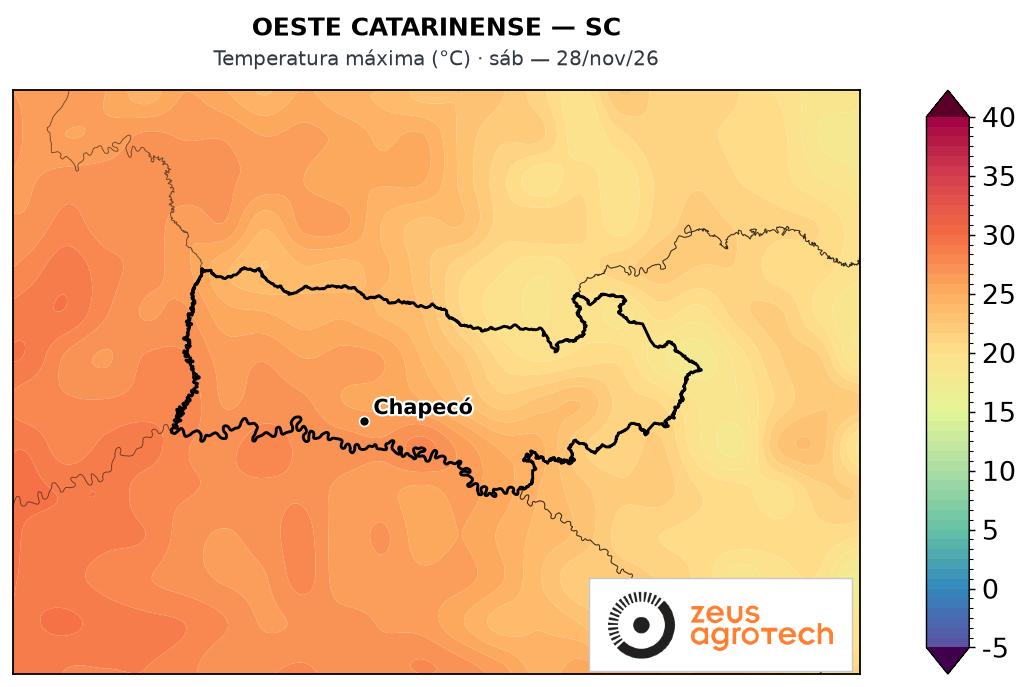 OESTE CATARINENSE — SC
Temperatura máxima (°C) · sáb — 28/nov/26
40
35
30
25
20
15
10
5
0
-5
Chapecó
zeus
agrotech